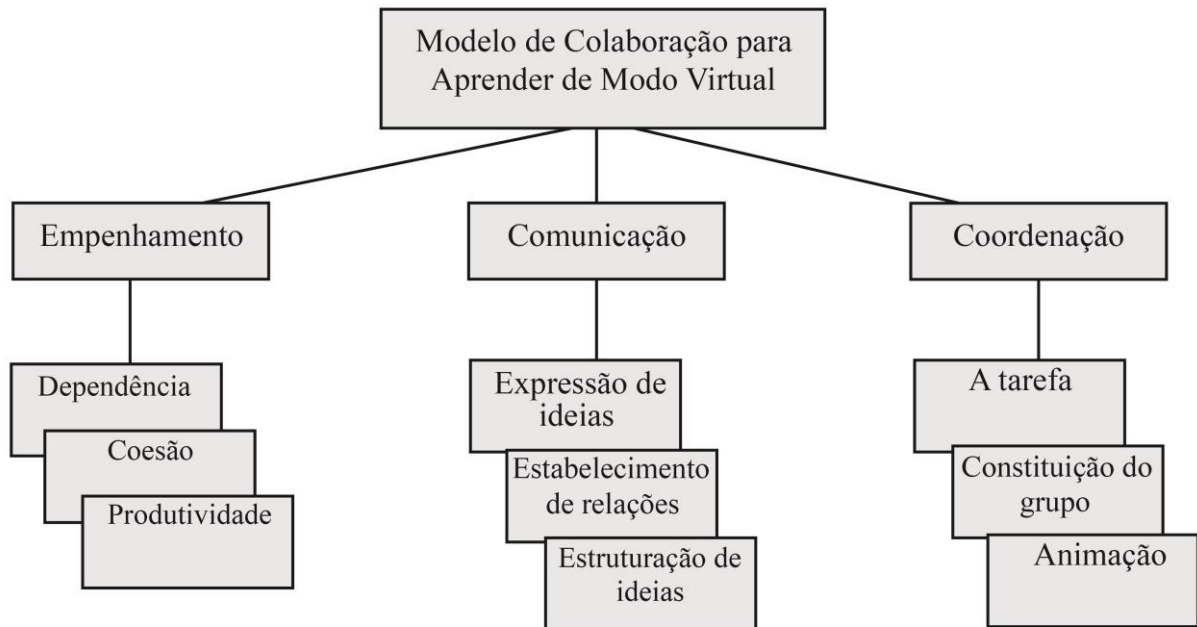 Modelo de Colaboração para
Aprender de Modo Virtual
Empenhamento
Comunicação
Coordenação
Dependência
Coesão
Produtividade
Expressão de
ideias
Estabelecimento
de relações
Estruturação de
ideias
A tarefa
Constituição do
grupo
Animação